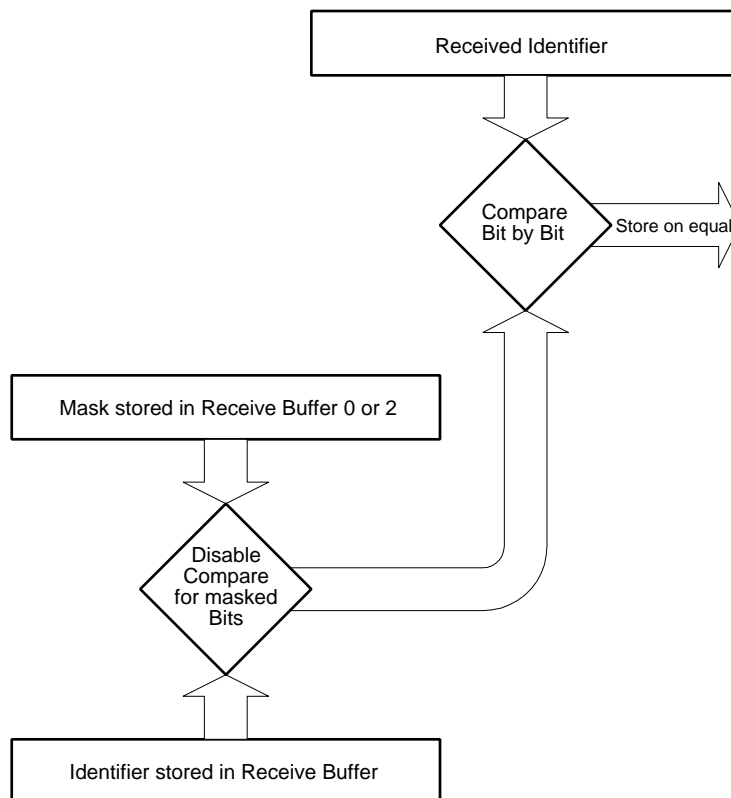 Received Identifier
Compare
Bit by Bit
Store on equal
Mask stored in Receive Buffer 0 or 2
Disable
Compare
for masked
Bits
Identifier stored in Receive Buffer